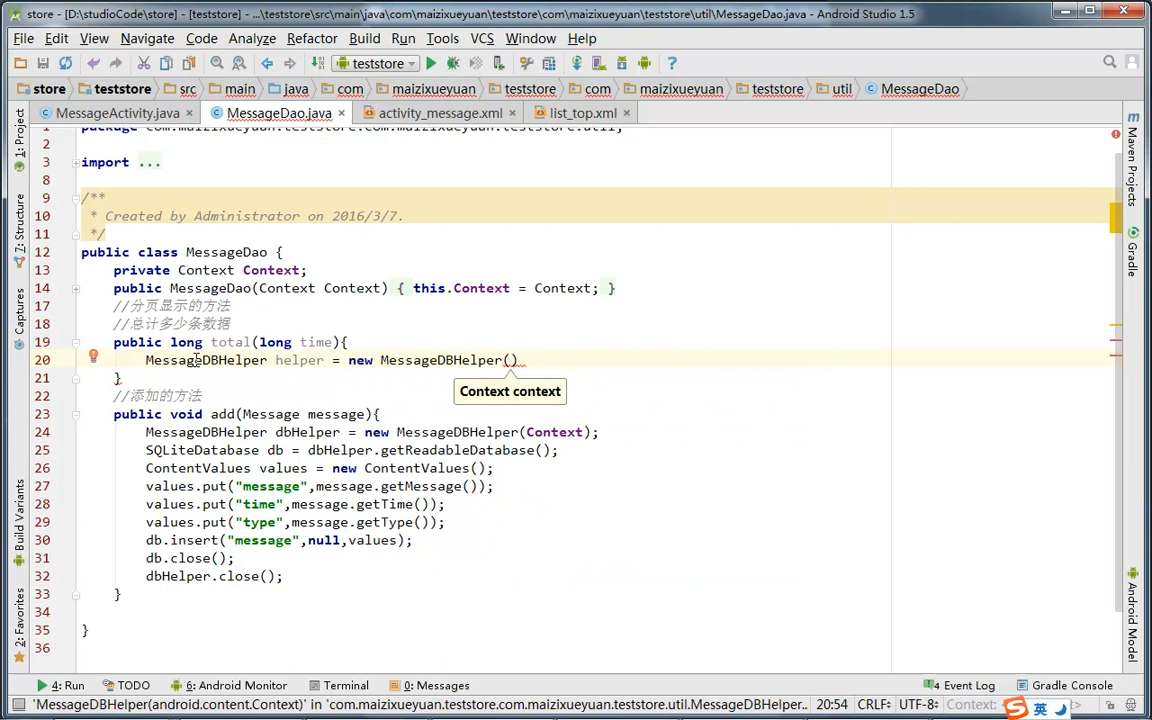 store - [D:\studioCode\store] - [teststore] - ...\teststore\src\main\java\com\maizixueyuan\teststore\com\maizixueyuan\teststore\util\MessageDao.java - Android Studio 1.5
File Edit View Navigate Code Analyze Refactor Build Run Tools VCS Window Help
teststore
store teststore src main java com maizixueyuan teststore com maizixueyuan teststore util MessageDao
MessageActivity.java MessageDao.java activity_message.xml list_top.xml
package com.maizixueyuan.teststore.com.maizixueyuan.teststore.util;
2
3 import ...
8
9 /**
10 * Created by Administrator on 2016/3/7.
11 */
12 public class MessageDao {
13 private Context Context;
14 public MessageDao(Context Context) { this.Context = Context; }
17 //分页显示的方法
18 //总计多少条数据
19 public long total(long time){
20 MessageDBHelper helper = new MessageDBHelper()
21 }
Context context
22 //添加的方法
23 public void add(Message message){
24 MessageDBHelper dbHelper = new MessageDBHelper(Context);
25 SQLiteDatabase db = dbHelper.getReadableDatabase();
26 ContentValues values = new ContentValues();
27 values.put("message",message.getMessage());
28 values.put("time",message.getTime());
29 values.put("type",message.getType());
30 db.insert("message",null,values);
31 db.close();
32 dbHelper.close();
33 }
34
35 }
36
1: Project
7: Structure
Captures
Build Variants
2: Favorites
m
Maven Projects
Gradle
Android Model
4: Run TODO 6: Android Monitor Terminal 0: Messages 4 Event Log Gradle Console
'MessageDBHelper(android.content.Context)' in 'com.maizixueyuan.teststore.com.maizixueyuan.teststore.util.MessageDBHelper... 20:54 CRLF UTF-8 Context: 英